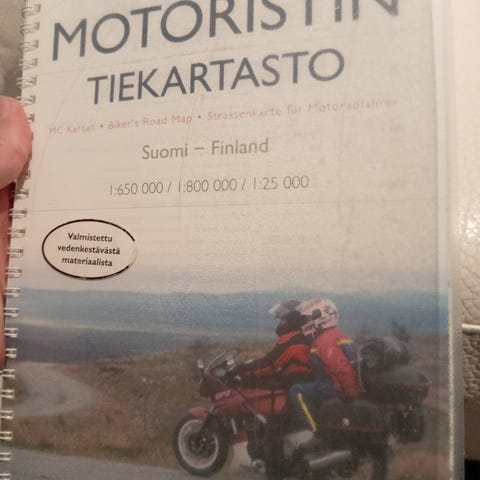 MOTORISTIN
TIEKARTASTO
MC Kartan • Biker's Road Map • Strassenkarte für Motorradfahrer
Suomi – Finland
1:650 000 / 1:800 000 / 1:25 000
Valmistettu
vedenkestävästä
materiaalista